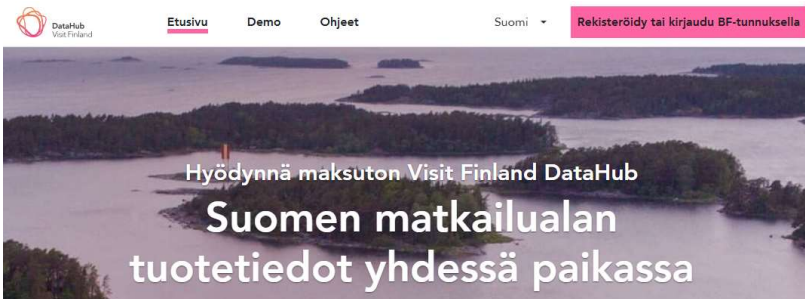 DataHub
Visit Finland
Etusivu
Demo
Ohjeet
Suomi
Rekisteröidy tai kirjaudu BF-tunnuksella
Hyödynnä maksuton Visit Finland DataHub
Suomen matkailualan
tuotetiedot yhdessä paikassa